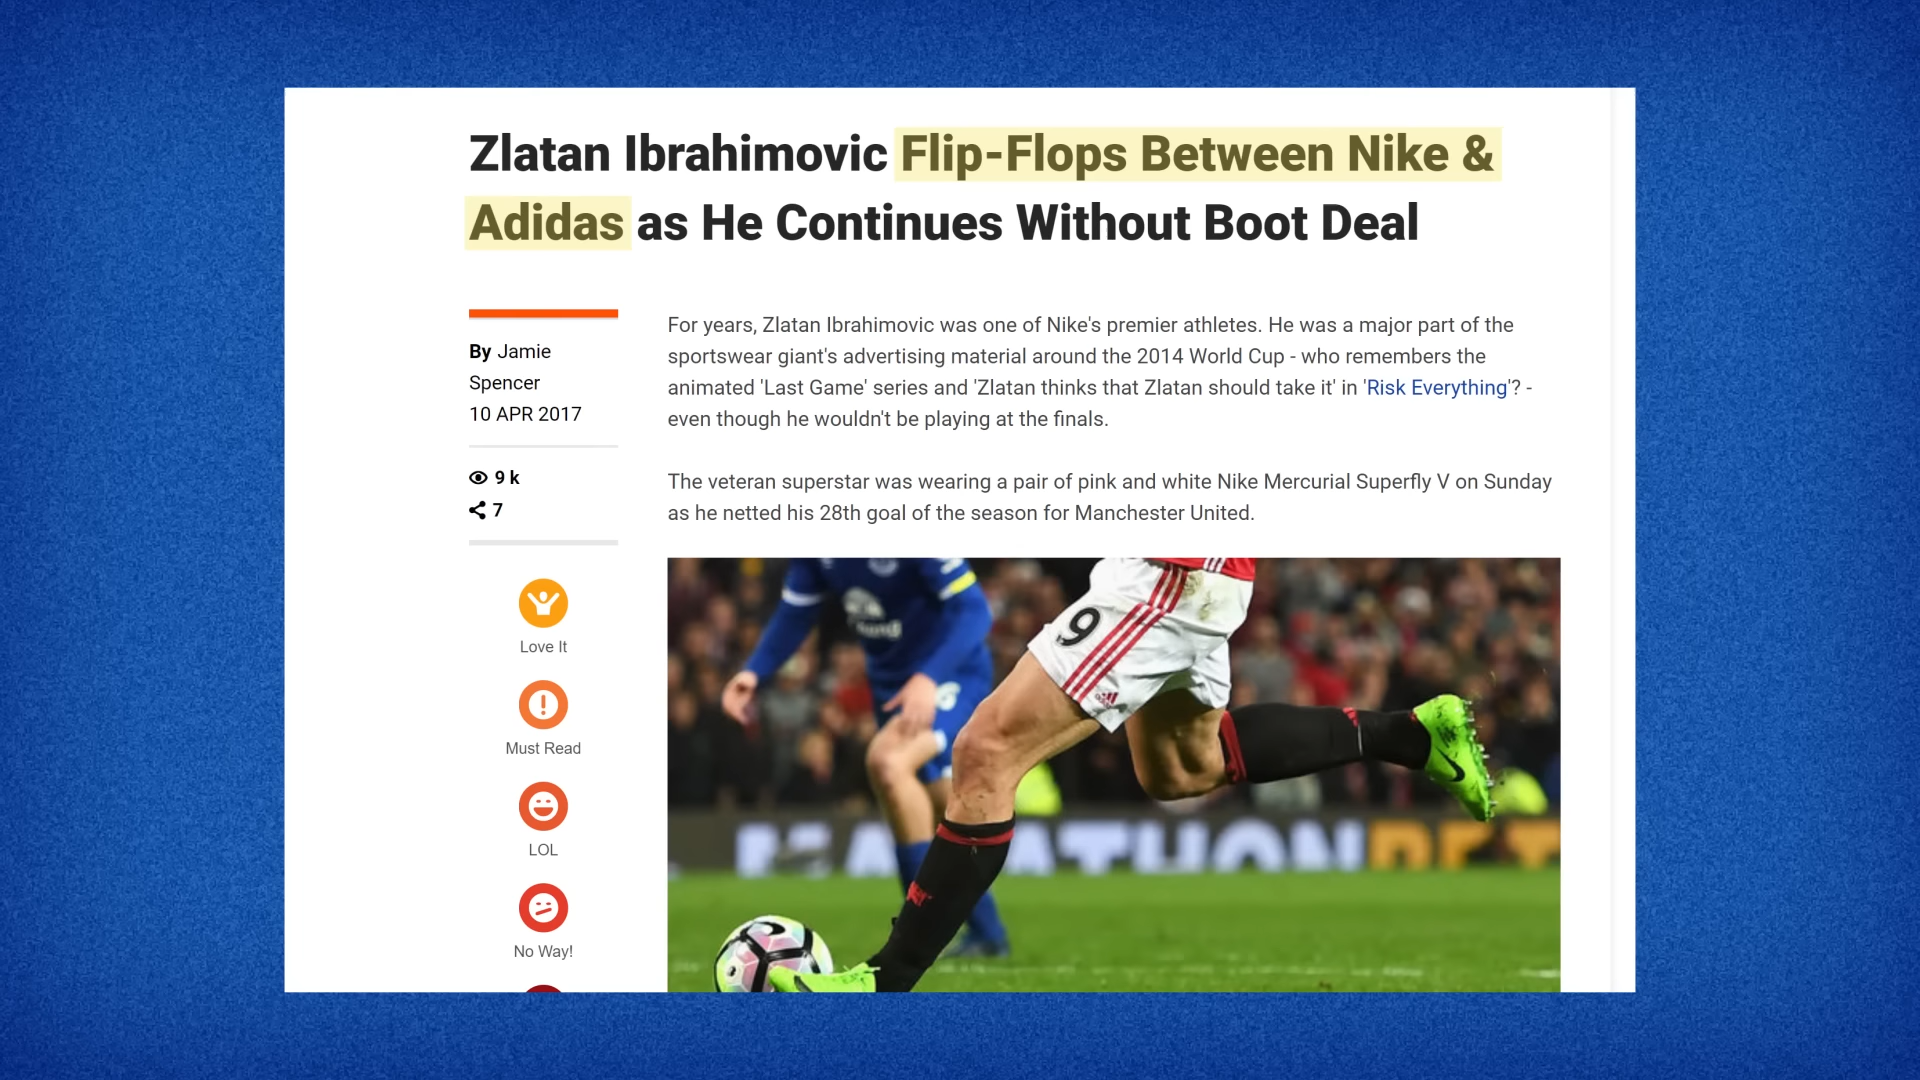 Zlatan Ibrahimovic Flip-Flops Between Nike &
Adidas as He Continues Without Boot Deal
By Jamie
Spencer
10 APR 2017
9 k
7
Love It
Must Read
LOL
No Way!
For years, Zlatan Ibrahimovic was one of Nike's premier athletes. He was a major part of the
sportswear giant's advertising material around the 2014 World Cup - who remembers the
animated 'Last Game' series and 'Zlatan thinks that Zlatan should take it' in 'Risk Everything'? -
even though he wouldn't be playing at the finals.
The veteran superstar was wearing a pair of pink and white Nike Mercurial Superfly V on Sunday
as he netted his 28th goal of the season for Manchester United.
9